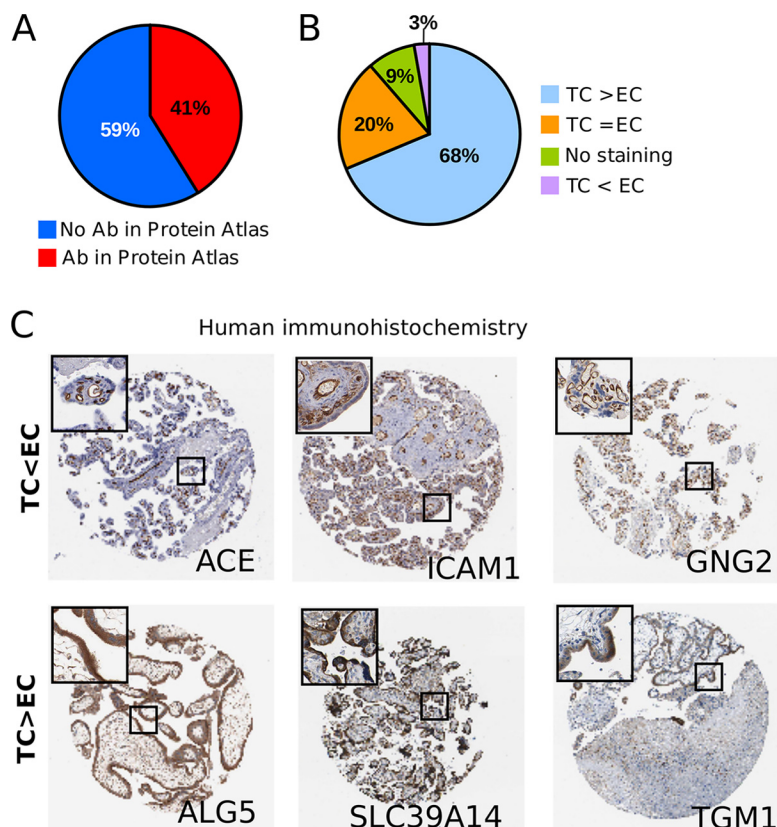 A
59%
41%
No Ab in Protein Atlas
Ab in Protein Atlas
B
3%
9%
20%
68%
TC >EC
TC =EC
No staining
TC < EC
C
Human immunohistochemistry
TC<EC
ACE
ICAM1
GNG2
TC>EC
ALG5
SLC39A14
TGM1